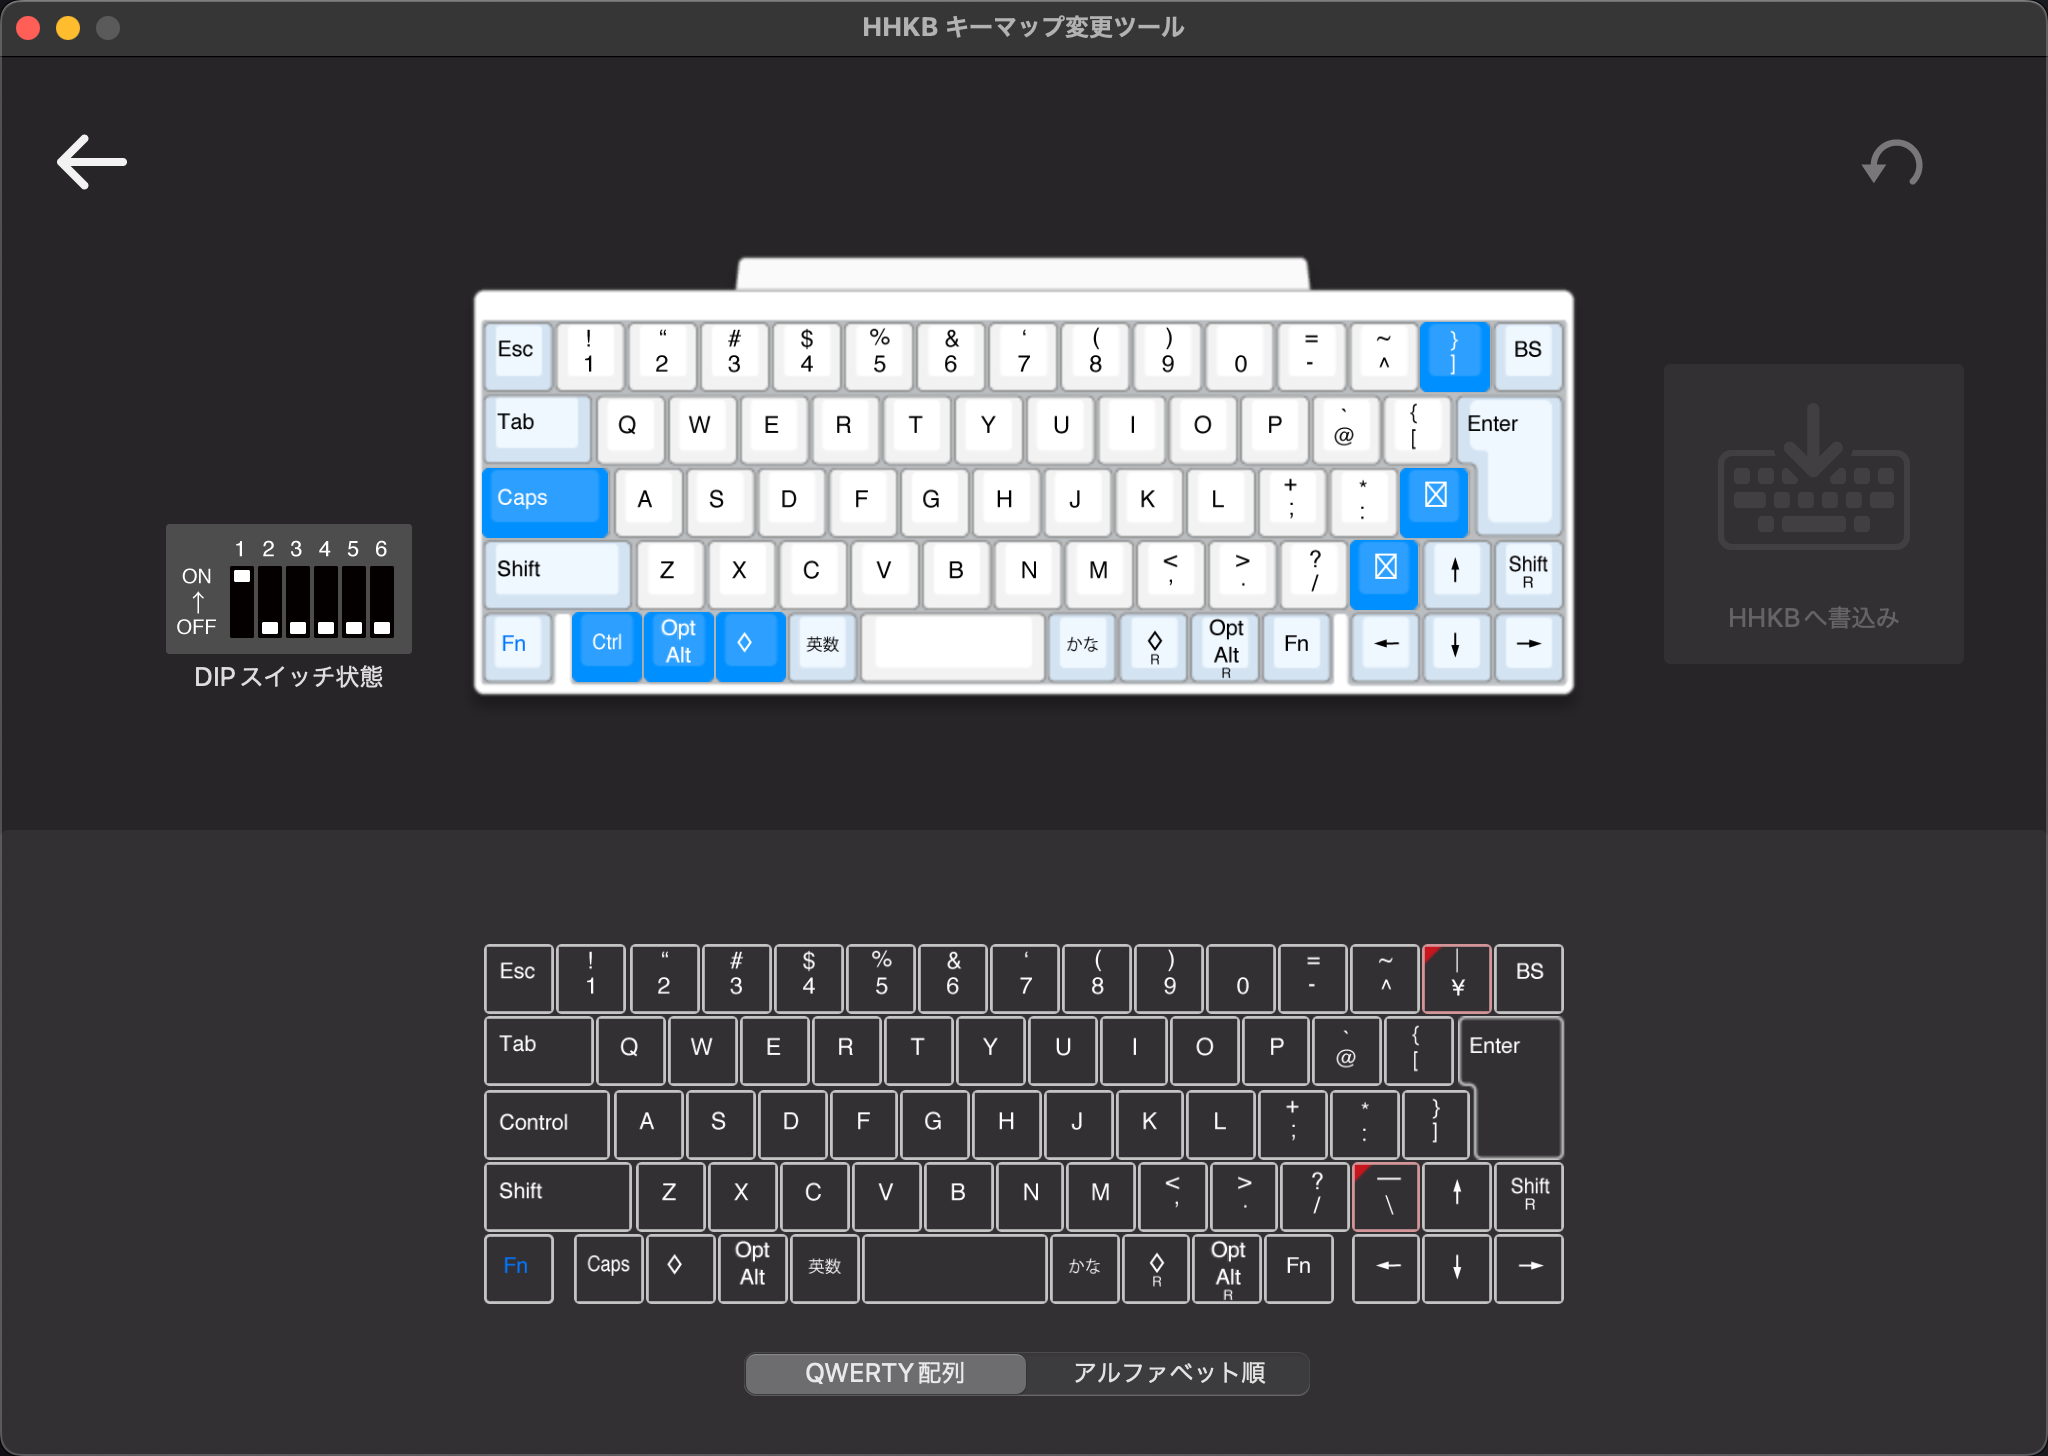 HHKB キーマップ変更ツール
Esc ! 1 “ 2 # 3 $ 4 % 5 & 6 ‘ 7 ( 8 ) 9 0 = - ~ ^ } ] BS
Tab Q W E R T Y U I O P ` @ { [ Enter
Caps A S D F G H J K L + ; * :
Shift Z X C V B N M < , > . ? / ↑ Shift R
Fn Ctrl Opt Alt ◇ 英数 かな ◇ R Opt Alt R Fn ← ↓ →
1 2 3 4 5 6
ON
↑
OFF
DIP スイッチ状態
HHKBへ書込み
Esc ! 1 “ 2 # 3 $ 4 % 5 & 6 ‘ 7 ( 8 ) 9 0 = - ~ ^ | ¥ BS
Tab Q W E R T Y U I O P ` @ { [ Enter
Control A S D F G H J K L + ; * : } ]
Shift Z X C V B N M < , > . ? / — \ ↑ Shift R
Fn Caps ◇ Opt Alt 英数 かな ◇ R Opt Alt R Fn ← ↓ →
QWERTY配列
アルファベット順